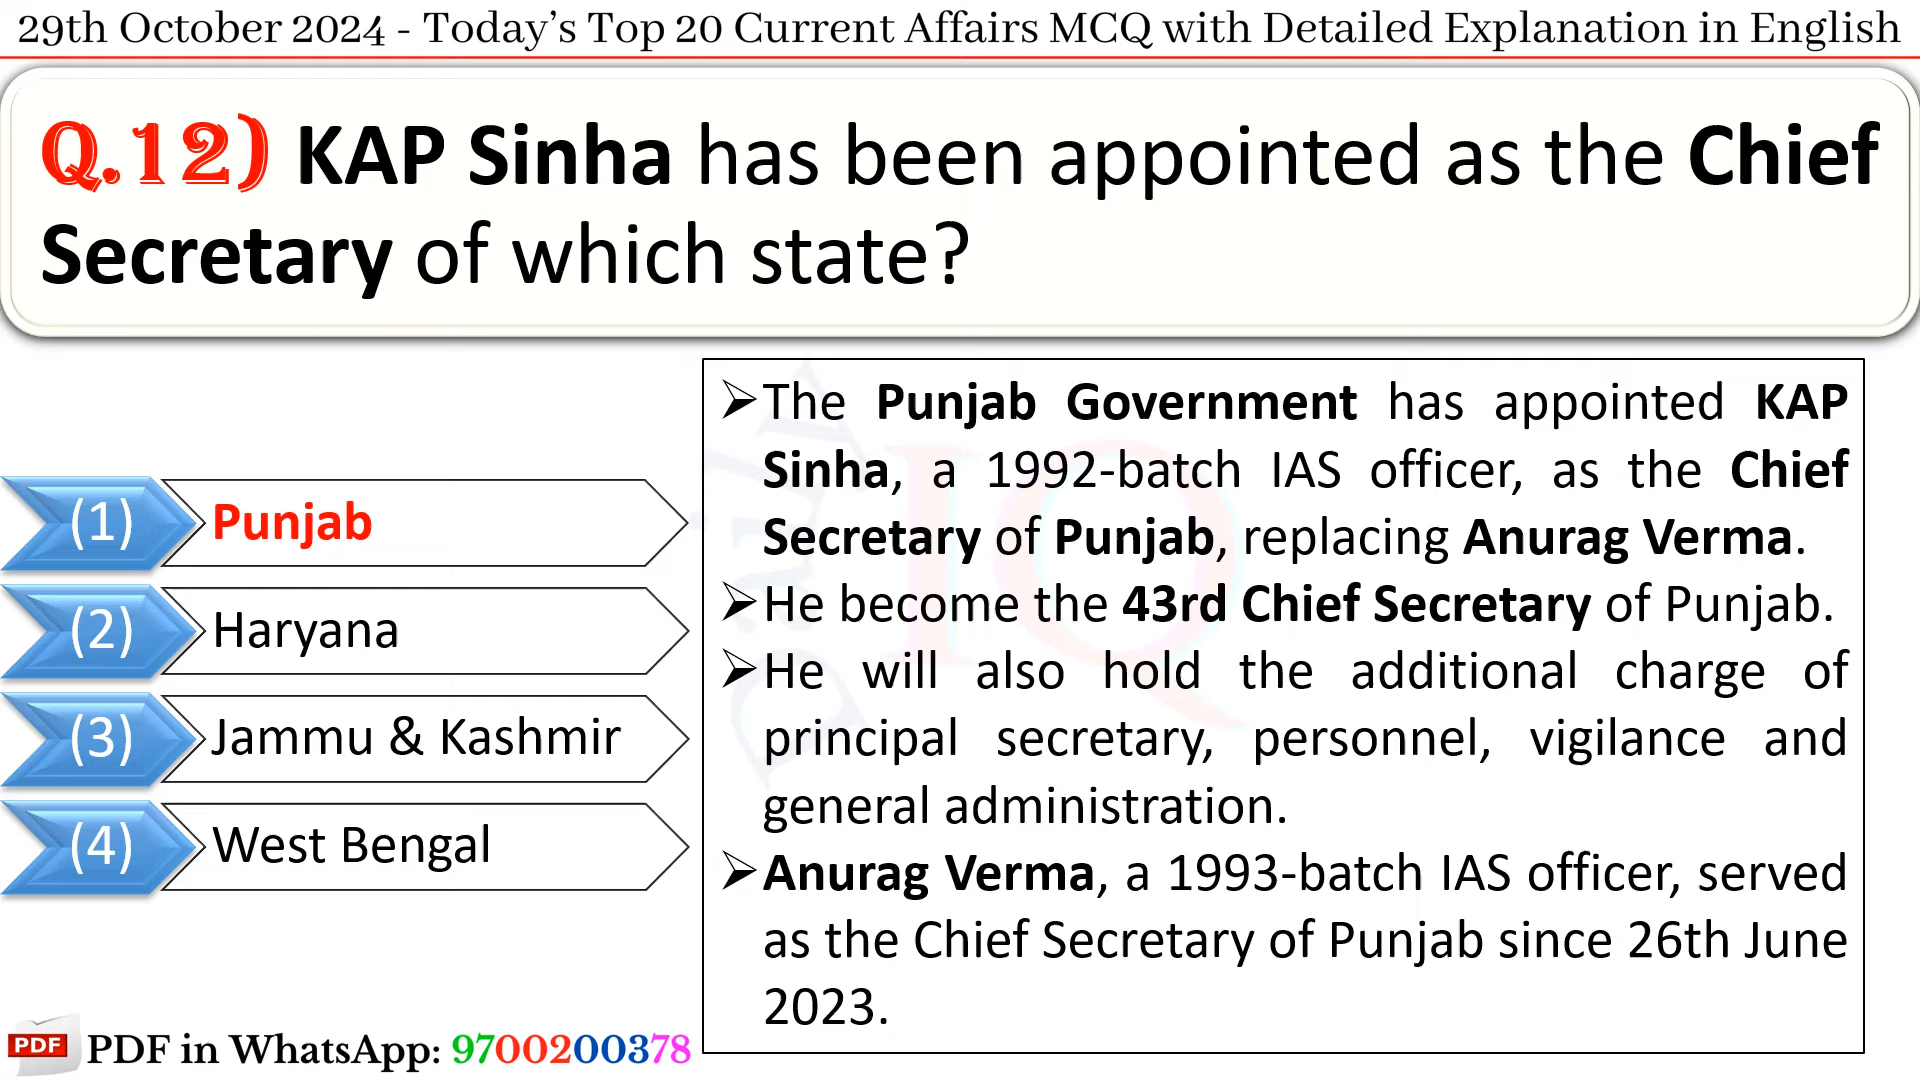 29th October 2024 - Today's Top 20 Current Affairs MCQ with Detailed Explanation in English
Q.12) KAP Sinha has been appointed as the Chief
Secretary of which state?
(1) Punjab
(2) Haryana
(3) Jammu & Kashmir
(4) West Bengal
➢The Punjab Government has appointed KAP
Sinha, a 1992-batch IAS officer, as the Chief
Secretary of Punjab, replacing Anurag Verma.
➢He become the 43rd Chief Secretary of Punjab.
➢He will also hold the additional charge of
principal secretary, personnel, vigilance and
general administration.
➢Anurag Verma, a 1993-batch IAS officer, served
as the Chief Secretary of Punjab since 26th June
2023.
Daily
IQ
PDF PDF in WhatsApp: 9700200378